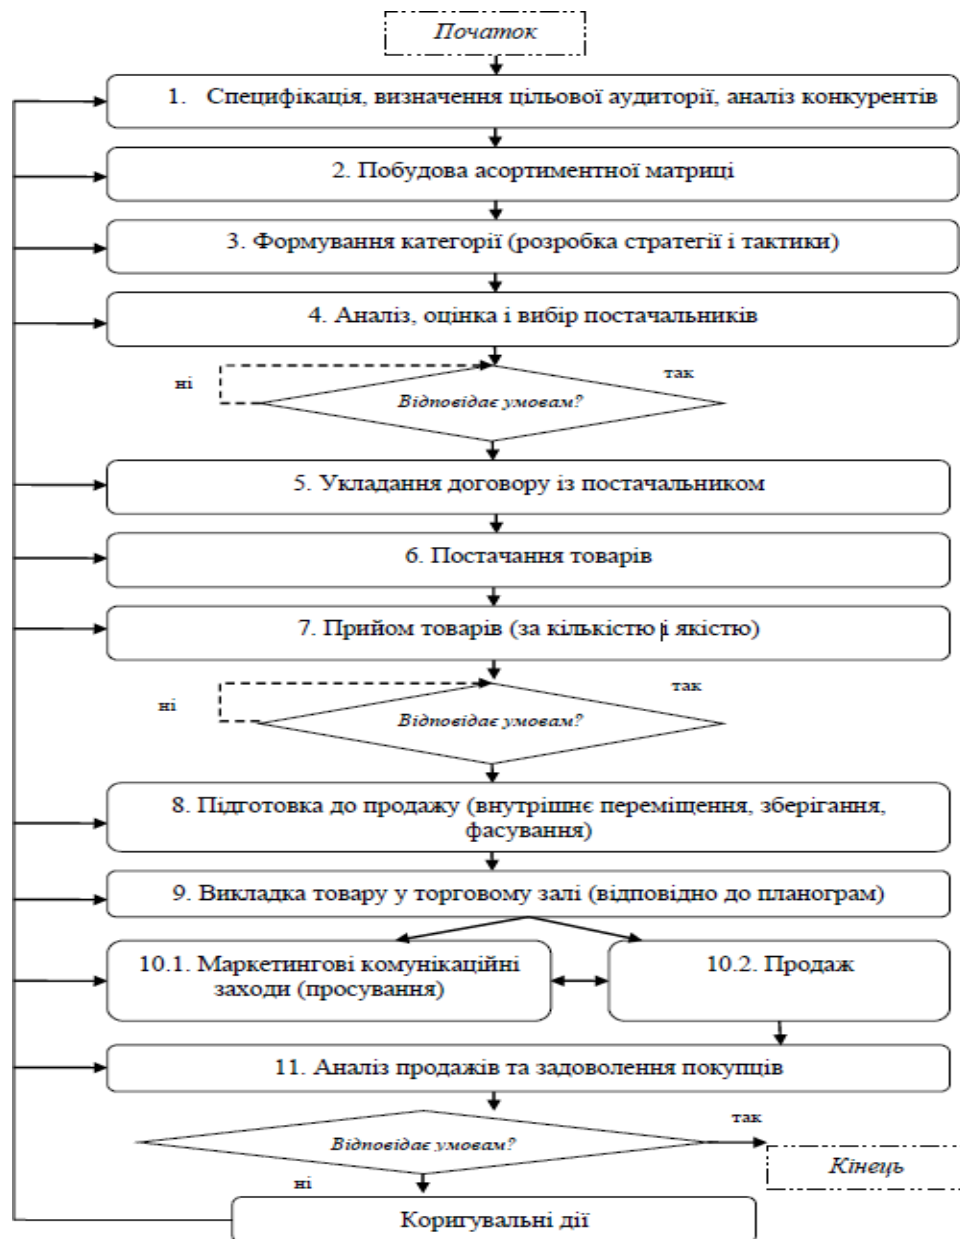 Початок
1. Специфікація, визначення цільової аудиторії, аналіз конкурентів
2. Побудова асортиментної матриці
3. Формування категорії (розробка стратегії і тактики)
4. Аналіз, оцінка і вибір постачальників
ні
так
Відповідає умовам?
5. Укладання договору із постачальником
6. Постачання товарів
7. Прийом товарів (за кількістю і якістю)
ні
так
Відповідає умовам?
8. Підготовка до продажу (внутрішнє переміщення, зберігання,
фасування)
9. Викладка товару у торговому залі (відповідно до планограм)
10.1. Маркетингові комунікаційні
заходи (просування)
10.2. Продаж
11. Аналіз продажів та задоволення покупців
так
Відповідає умовам?
Кінець
ні
Коригувальні дії